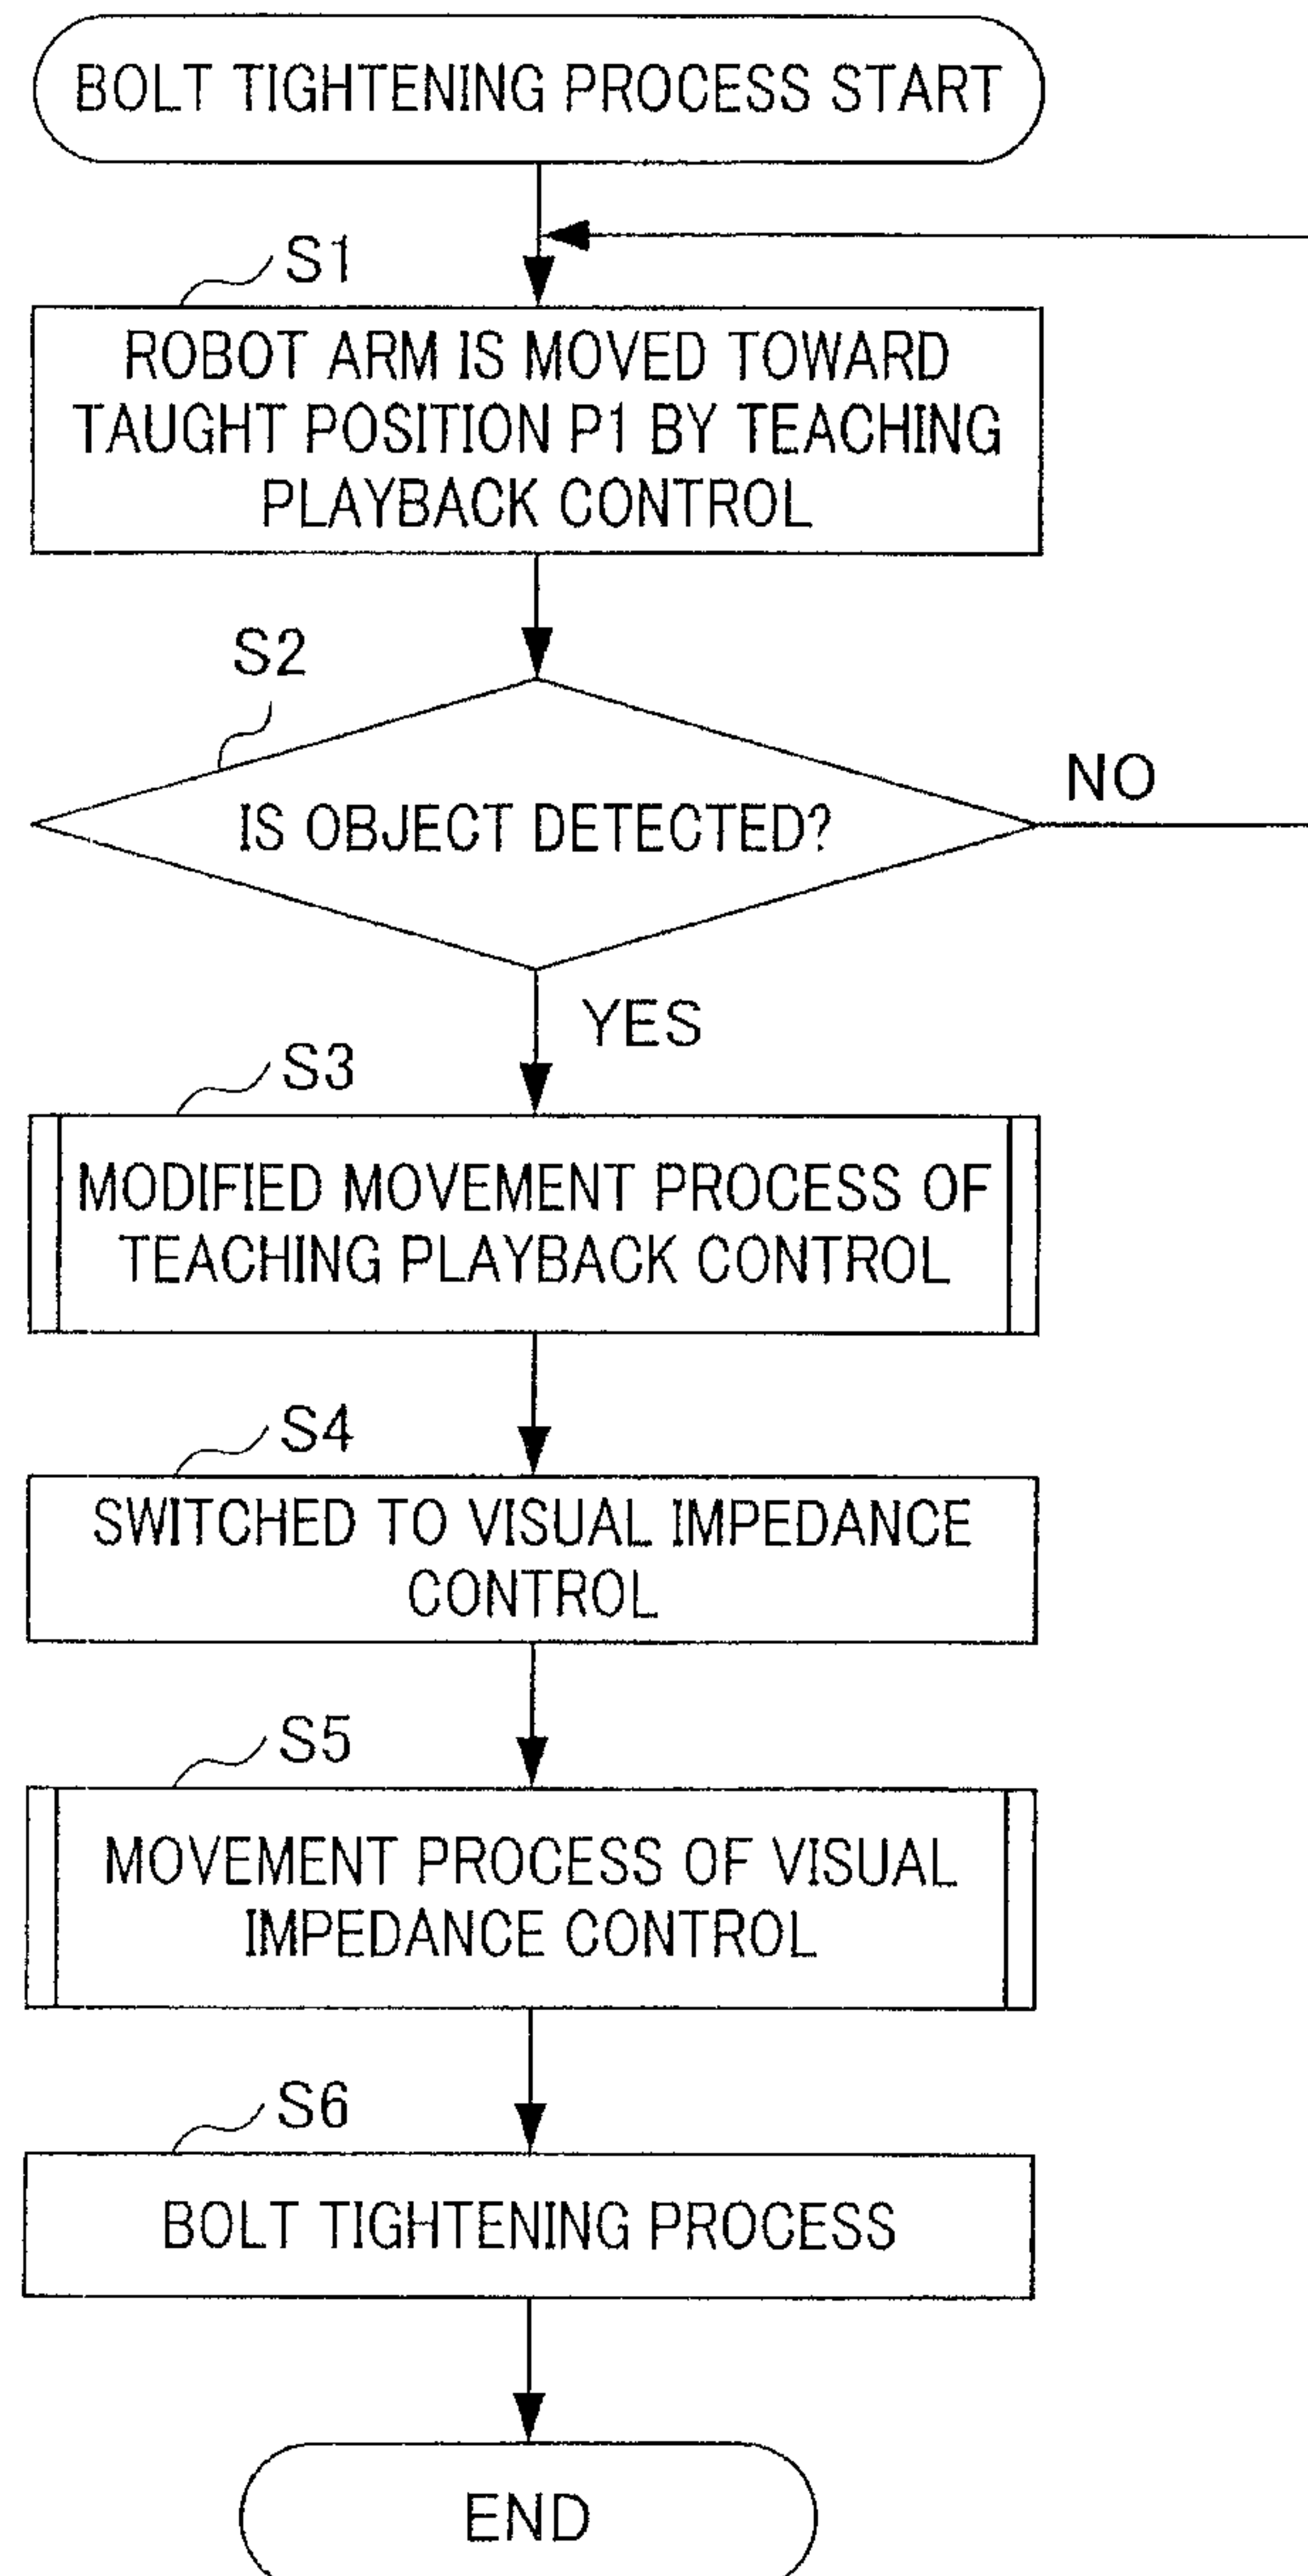 BOLT TIGHTENING PROCESS START
S1
ROBOT ARM IS MOVED TOWARD
TAUGHT POSITION P1 BY TEACHING
PLAYBACK CONTROL
S2
IS OBJECT DETECTED?
NO
YES
S3
MODIFIED MOVEMENT PROCESS OF
TEACHING PLAYBACK CONTROL
S4
SWITCHED TO VISUAL IMPEDANCE
CONTROL
S5
MOVEMENT PROCESS OF VISUAL
IMPEDANCE CONTROL
S6
BOLT TIGHTENING PROCESS
END